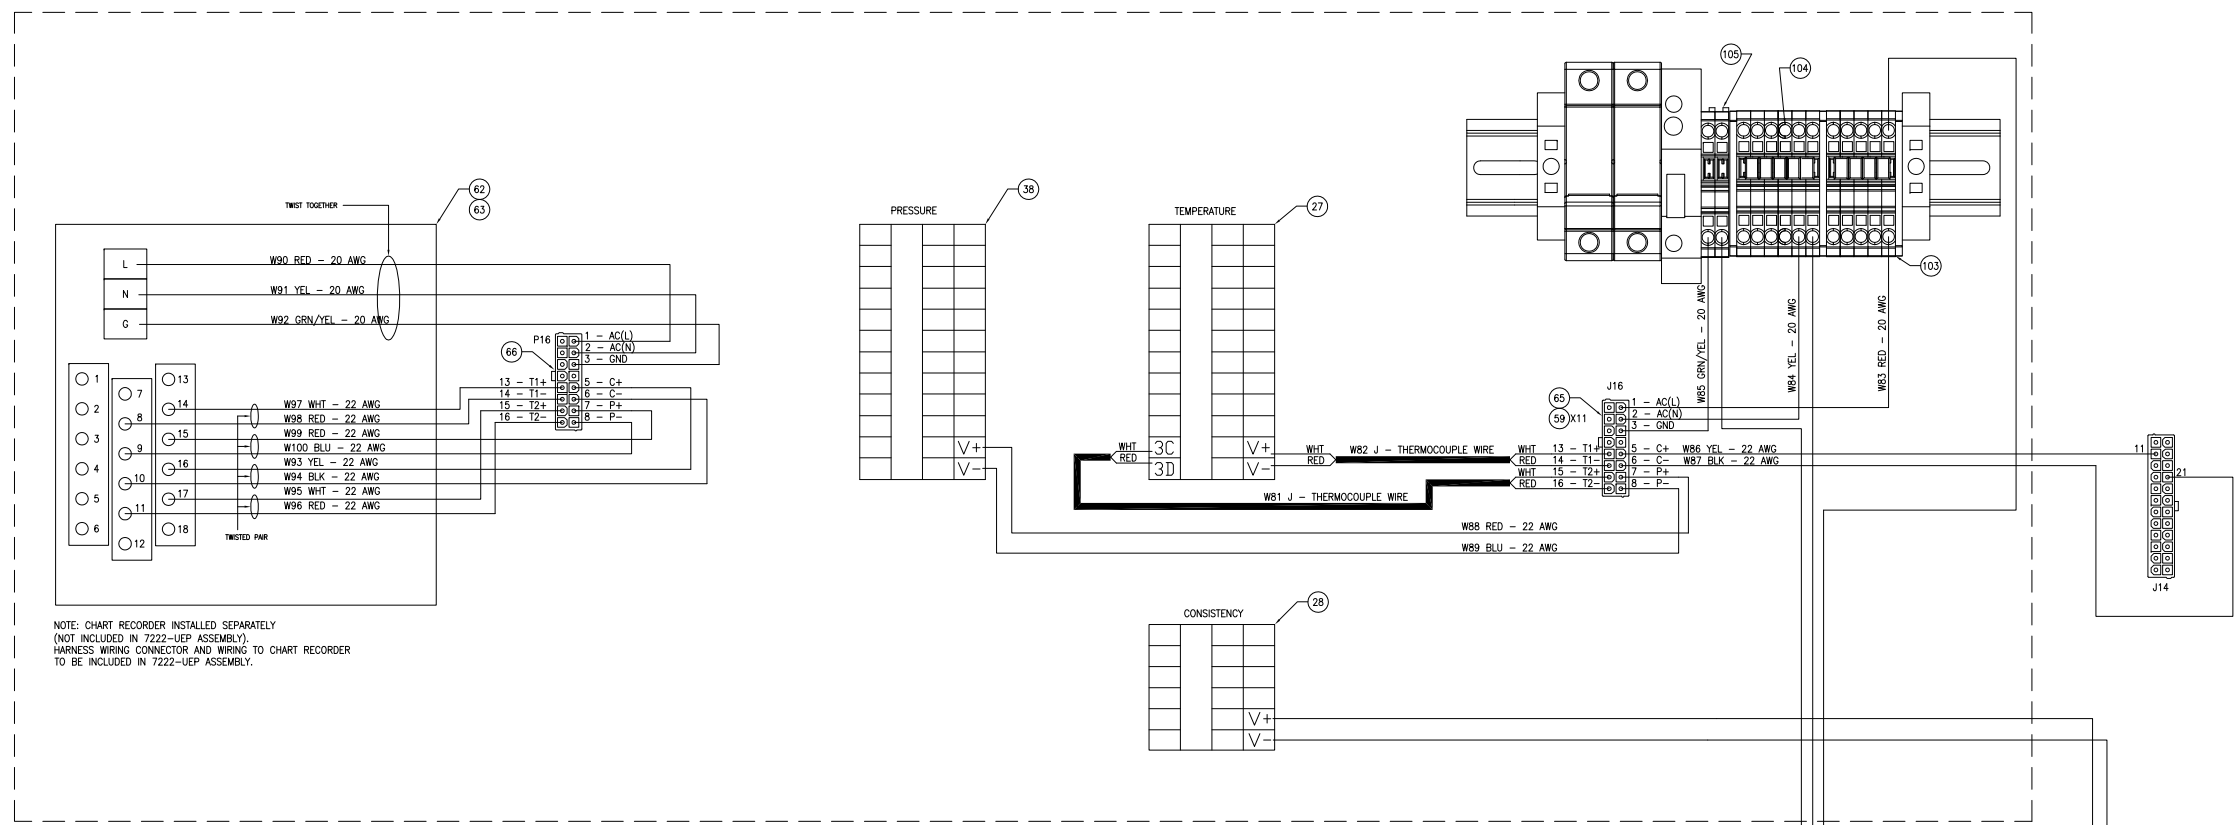 105
104
62
63
TWIST TOGETHER
38
PRESSURE
27
TEMPERATURE
103
L
W90 RED – 20 AWG
N
W91 YEL – 20 AWG
G
W92 GRN/YEL – 20 AWG
P16
66
1 – AC(L)
2 – AC(N)
3 – GND
13 – T1+
14 – T1-
15 – T2+
16 – T2-
5 – C+
6 – C-
7 – P+
8 – P-
1
2
3
4
5
6
7
8
9
10
11
12
13
14
15
16
17
18
W97 WHT – 22 AWG
W98 RED – 22 AWG
W99 RED – 22 AWG
W100 BLU – 22 AWG
W93 YEL – 22 AWG
W94 BLK – 22 AWG
W95 WHT – 22 AWG
W96 RED – 22 AWG
TWISTED PAIR
V+
V-
WHT
RED
3C
3D
V+
V-
WHT
RED
W82 J – THERMOCOUPLE WIRE
W81 J – THERMOCOUPLE WIRE
WHT
RED
WHT
RED
13 – T1+
14 – T1-
15 – T2+
16 – T2-
J16
65
59 X11
1 – AC(L)
2 – AC(N)
3 – GND
5 – C+
6 – C-
7 – P+
8 – P-
W86 YEL – 22 AWG
W87 BLK – 22 AWG
W85 GRN/YEL – 20 AWG
W84 YEL – 20 AWG
W83 RED – 20 AWG
W88 RED – 22 AWG
W89 BLU – 22 AWG
11
21
J14
CONSISTENCY
28
V+
V-
NOTE: CHART RECORDER INSTALLED SEPARATELY
(NOT INCLUDED IN 7222-UEP ASSEMBLY).
HARNESS WIRING CONNECTOR AND WIRING TO CHART RECORDER
TO BE INCLUDED IN 7222-UEP ASSEMBLY.